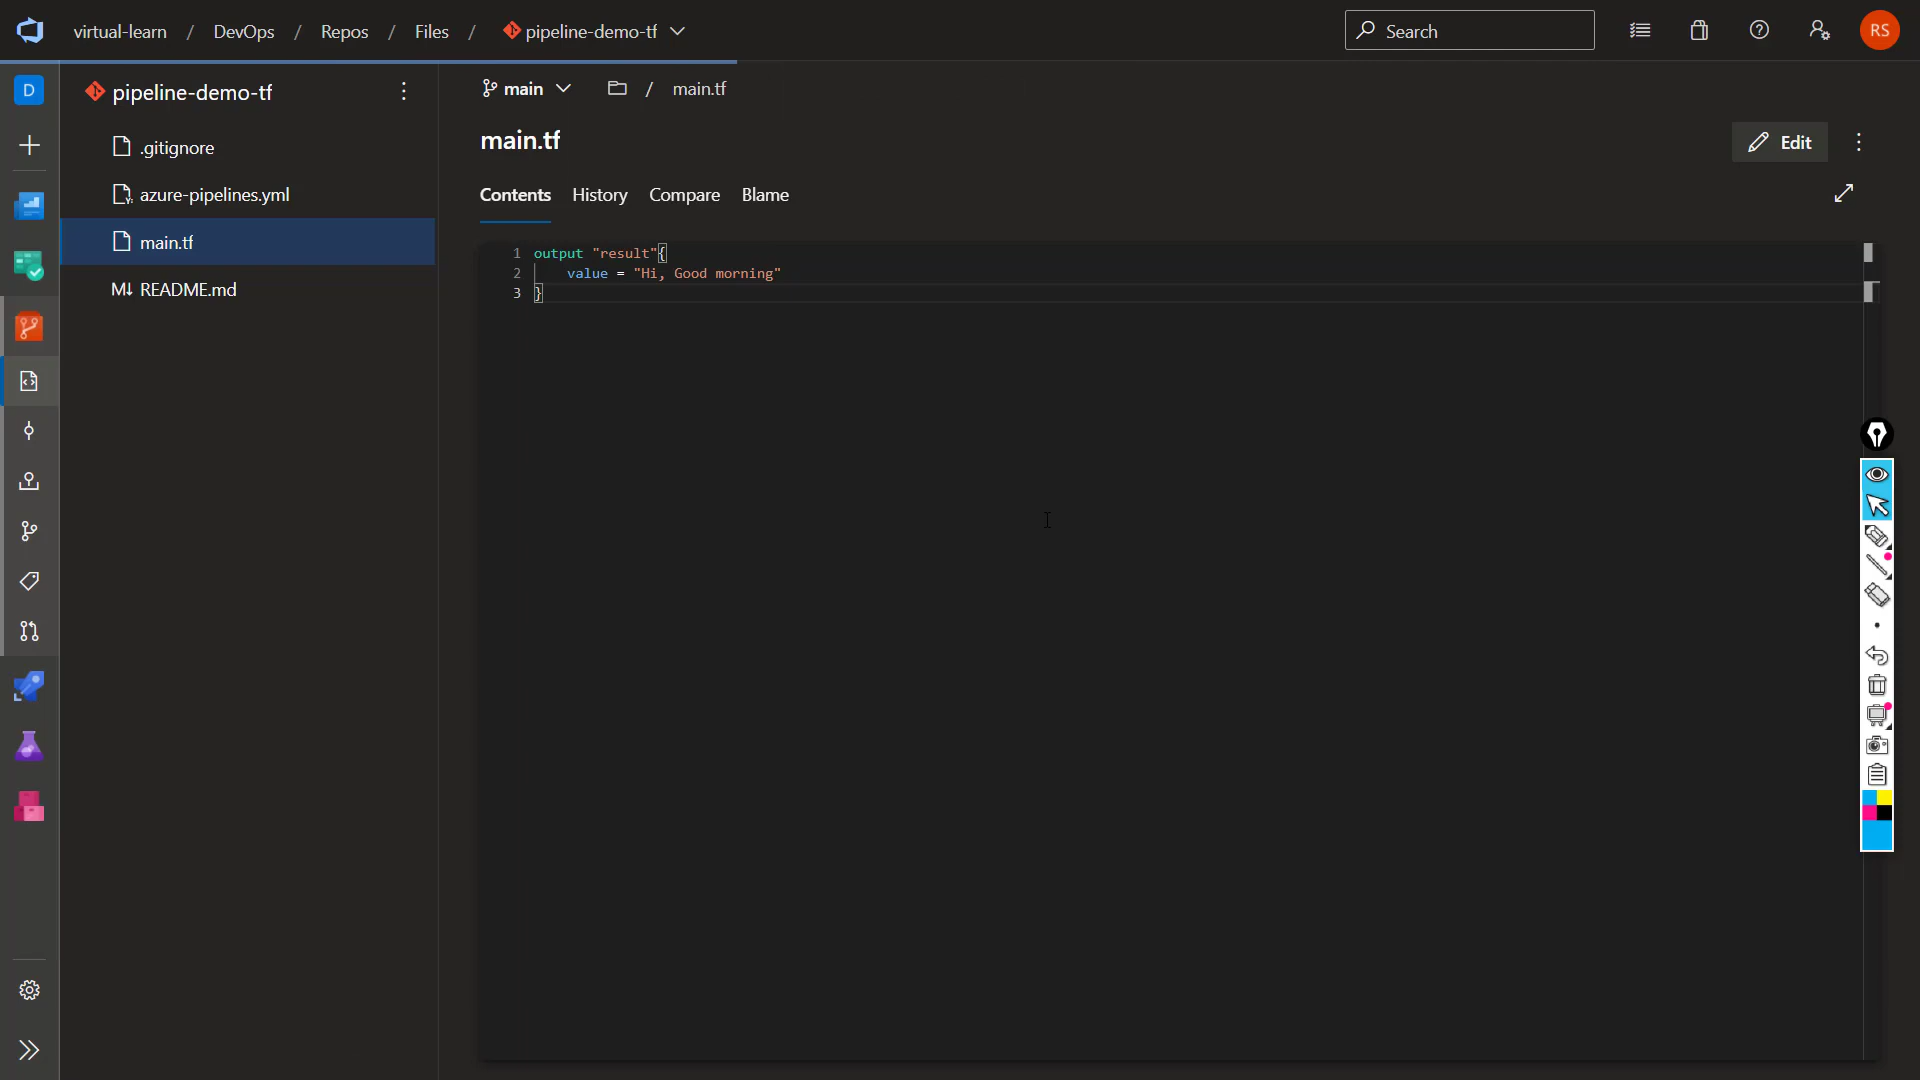 virtual-learn / DevOps / Repos / Files / pipeline-demo-tf
Search
RS
D
pipeline-demo-tf
main / main.tf
.gitignore
azure-pipelines.yml
main.tf
README.md
main.tf
Edit
Contents History Compare Blame
1 output "result"{
2 value = "Hi, Good morning"
3 }